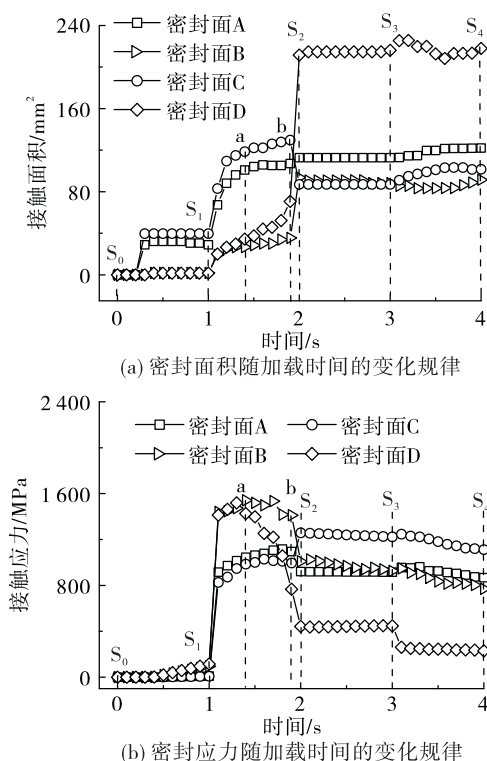 240
160
80
0
接触面积/mm²
密封面A
密封面B
密封面C
密封面D
a
b
S₀
S₁
S₂
S₃
S₄
0 1 2 3 4
时间/s
(a) 密封面积随加载时间的变化规律
2 400
1 600
800
0
接触应力/MPa
密封面A 密封面C
密封面B 密封面D
a
b
S₀
S₁
S₂
S₃
S₄
0 1 2 3 4
时间/s
(b) 密封应力随加载时间的变化规律